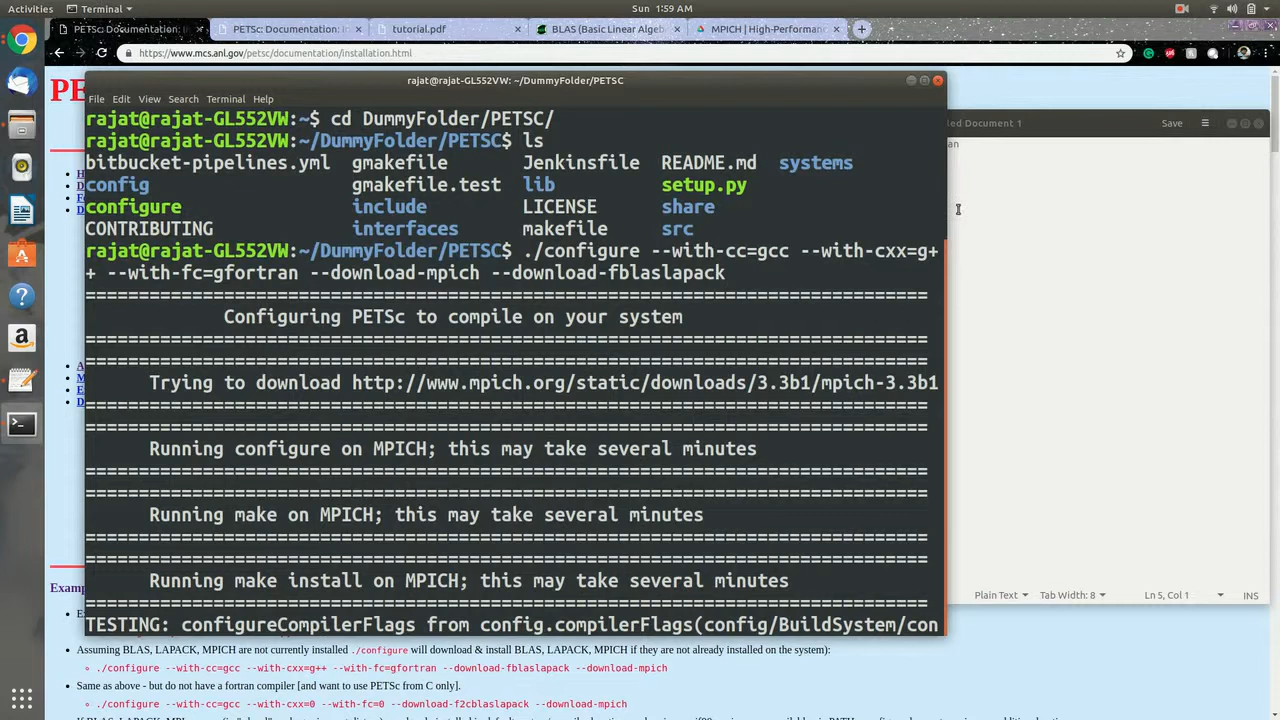 Activities
Terminal
Sun 1:59 AM
PETSc: Documentation: I
PETSc: Documentation: In
tutorial.pdf
BLAS (Basic Linear Algeb
MPICH | High-Performanc
https://www.mcs.anl.gov/petsc/documentation/installation.html
PE
rajat@rajat-GL552VW: ~/DummyFolder/PETSC
File Edit View Search Terminal Help
rajat@rajat-GL552VW:~$ cd DummyFolder/PETSC/
rajat@rajat-GL552VW:~/DummyFolder/PETSC$ ls
bitbucket-pipelines.yml gmakefile Jenkinsfile README.md systems
config gmakefile.test lib setup.py
configure include LICENSE share
CONTRIBUTING interfaces makefile src
rajat@rajat-GL552VW:~/DummyFolder/PETSC$ ./configure --with-cc=gcc --with-cxx=g+
+ --with-fc=gfortran --download-mpich --download-fblaslapack
===============================================================================
Configuring PETSc to compile on your system
===============================================================================
===============================================================================
Trying to download http://www.mpich.org/static/downloads/3.3b1/mpich-3.3b1
===============================================================================
===============================================================================
Running configure on MPICH; this may take several minutes
===============================================================================
===============================================================================
Running make on MPICH; this may take several minutes
===============================================================================
===============================================================================
Running make install on MPICH; this may take several minutes
===============================================================================
TESTING: configureCompilerFlags from config.compilerFlags(config/BuildSystem/con
ed Document 1
Save
an
Plain Text
Tab Width: 8
Ln 5, Col 1
INS
H
D
F
D
A
M
E
D
Examp
Ex
Assuming BLAS, LAPACK, MPICH are not currently installed ./configure will download & install BLAS, LAPACK, MPICH if they are not already installed on the system):
./configure --with-cc=gcc --with-cxx=g++ --with-fc=gfortran --download-fblaslapack --download-mpich
Same as above - but do not have a fortran compiler [and want to use PETSc from C only].
./configure --with-cc=gcc --with-cxx=0 --with-fc=0 --download-f2cblaslapack --download-mpich